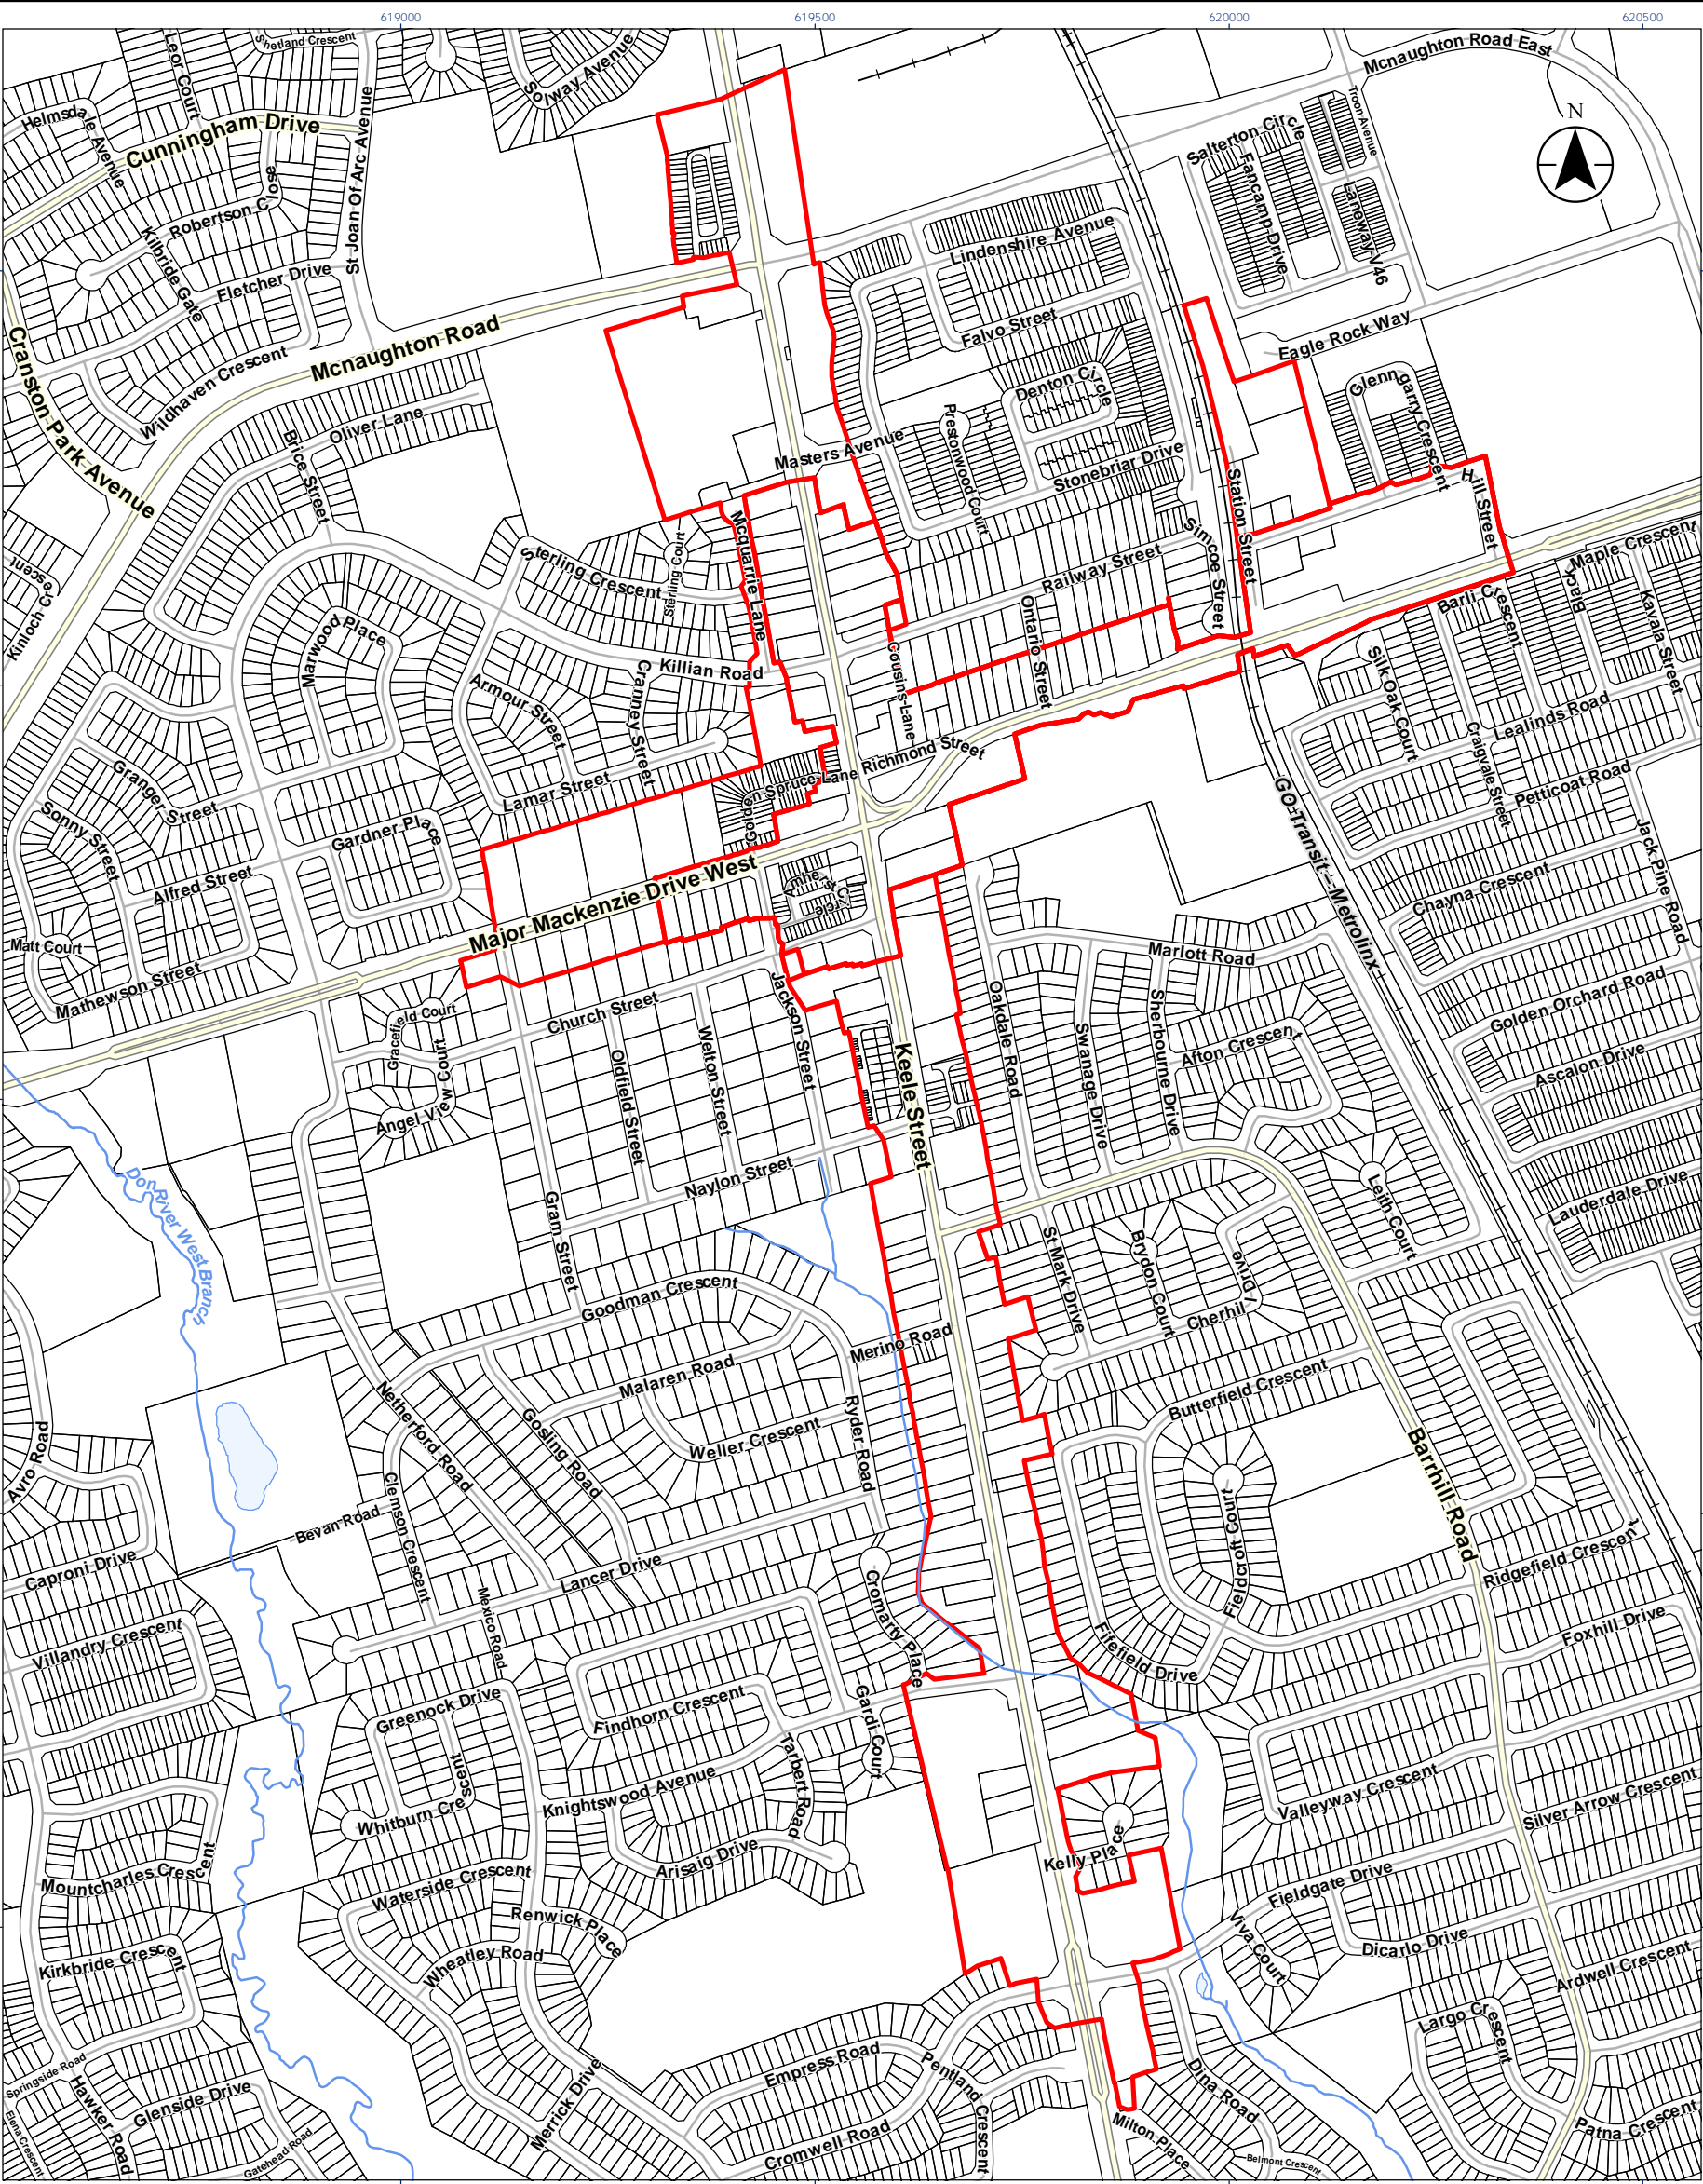 619000
619500
620000
620500
Shetland Crescent
Leor Court
Solway Avenue
Mcnaughton Road East
N
Helmsdale Avenue
Cunningham Drive
St Joan Of Arc Avenue
Salterton Circle
Troon Avenue
Fancamp Drive
Laneway V46
Robertson Close
Kilbride Gate
Fletcher Drive
Lindenshire Avenue
Falvo Street
Eagle Rock Way
Cranston Park Avenue
Mcnaughton Road
Wildhaven Crescent
Oliver Lane
Brice Street
Denton Circle
Prestonwood Court
Glenngarry Crescent
Masters Avenue
Stonebriar Drive
Station Street
Hill Street
Mcquarrie Lane
Simcoe Street
Kinloch Crescent
Sterling Crescent
Sterling Court
Railway Street
Ontario Street
Maple Crescent
Barli Crescent
Back
Kavala Street
Marwood Place
Killian Road
Cousins Lane
Silk Oak Court
Armour Street
Cranney Street
Lealinds Road
Craigvale Street
Richmond Street
Golden Spruce Lane
Lamar Street
Granger Street
Petticoat Road
GO Transit - Metrolinx
Sonny Street
Gardner Place
Jack Pine Road
Alfred Street
Major Mackenzie Drive West
Amherst Circle
Chayna Crescent
Matt Court
Marlott Road
Mathewson Street
Jackson Street
Church Street
Oakdale Road
Golden Orchard Road
Gracefield Court
Angel View Court
Oldfield Street
Welton Street
Keele Street
Swanage Drive
Sherbourne Drive
Afton Crescent
Ascalon Drive
Don River West Branch
Naylon Street
Gram Street
Leith Court
Lauderdale Drive
St Mark Drive
Brydon Court
Cherhill Drive
Goodman Crescent
Merino Road
Malaren Road
Netherford Road
Gosling Road
Weller Crescent
Ryder Road
Butterfield Crescent
Barrhill Road
Avro Road
Clemson Crescent
Bevan Road
Fieldcroft Court
Caproni Drive
Lancer Drive
Mexico Road
Cromarty Place
Ridgefield Crescent
Villandry Crescent
Fifefield Drive
Foxhill Drive
Greenock Drive
Findhorn Crescent
Gardi Court
Tarbert Road
Whitburn Crescent
Knightswood Avenue
Valleyway Crescent
Silver Arrow Crescent
Arisaig Drive
Kelly Place
Mountcharles Crescent
Waterside Crescent
Fieldgate Drive
Renwick Place
Viva Court
Dicarlo Drive
Kirkbride Crescent
Wheatley Road
Ardwell Crescent
Largo Crescent
Springside Road
Hawker Road
Empress Road
Pentland Crescent
Dina Road
Glenside Drive
Merrick Drive
Elena Crescent
Gatehead Road
Cromwell Road
Milton Place
Belmont Crescent
Patna Crescent